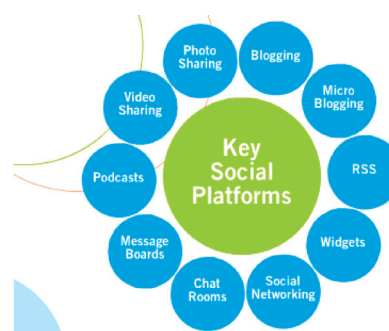 Key
Social
Platforms
Blogging
Micro
Blogging
RSS
Widgets
Social
Networking
Chat
Rooms
Message
Boards
Podcasts
Video
Sharing
Photo
Sharing